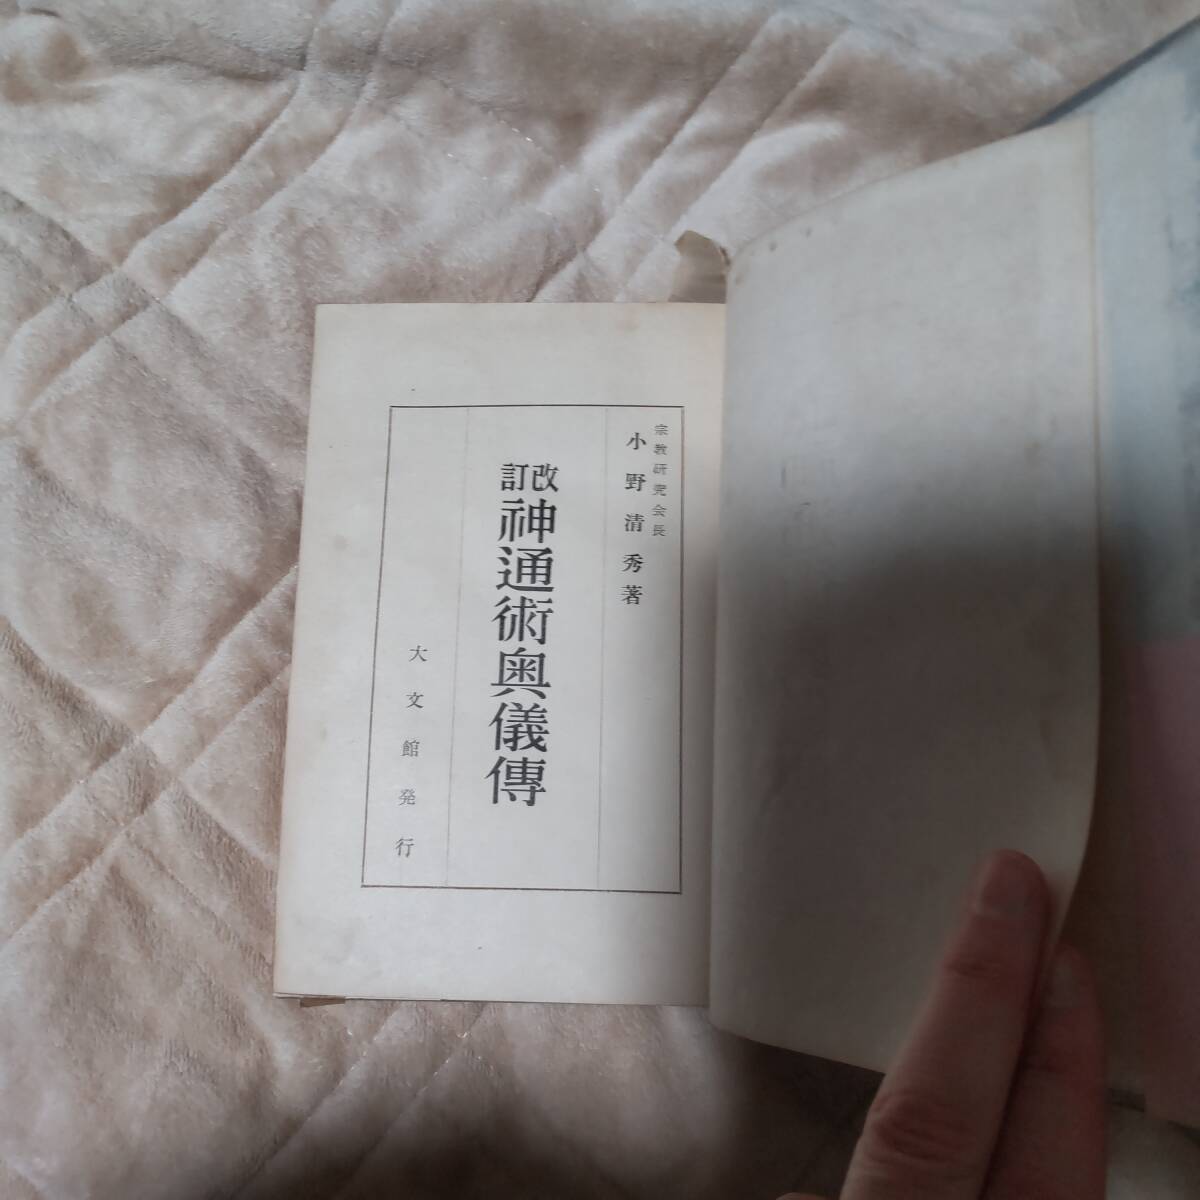 宗教研究会長
小野清秀著
改訂
神通術奥儀傳
大文館発行